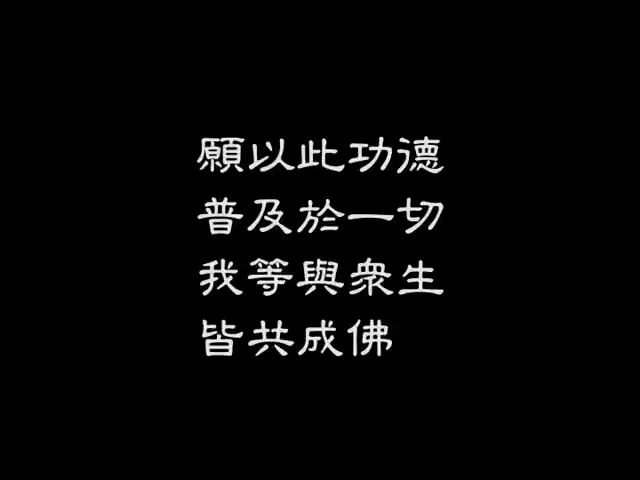 願以此功德
普及於一切
我等與衆生
皆共成佛